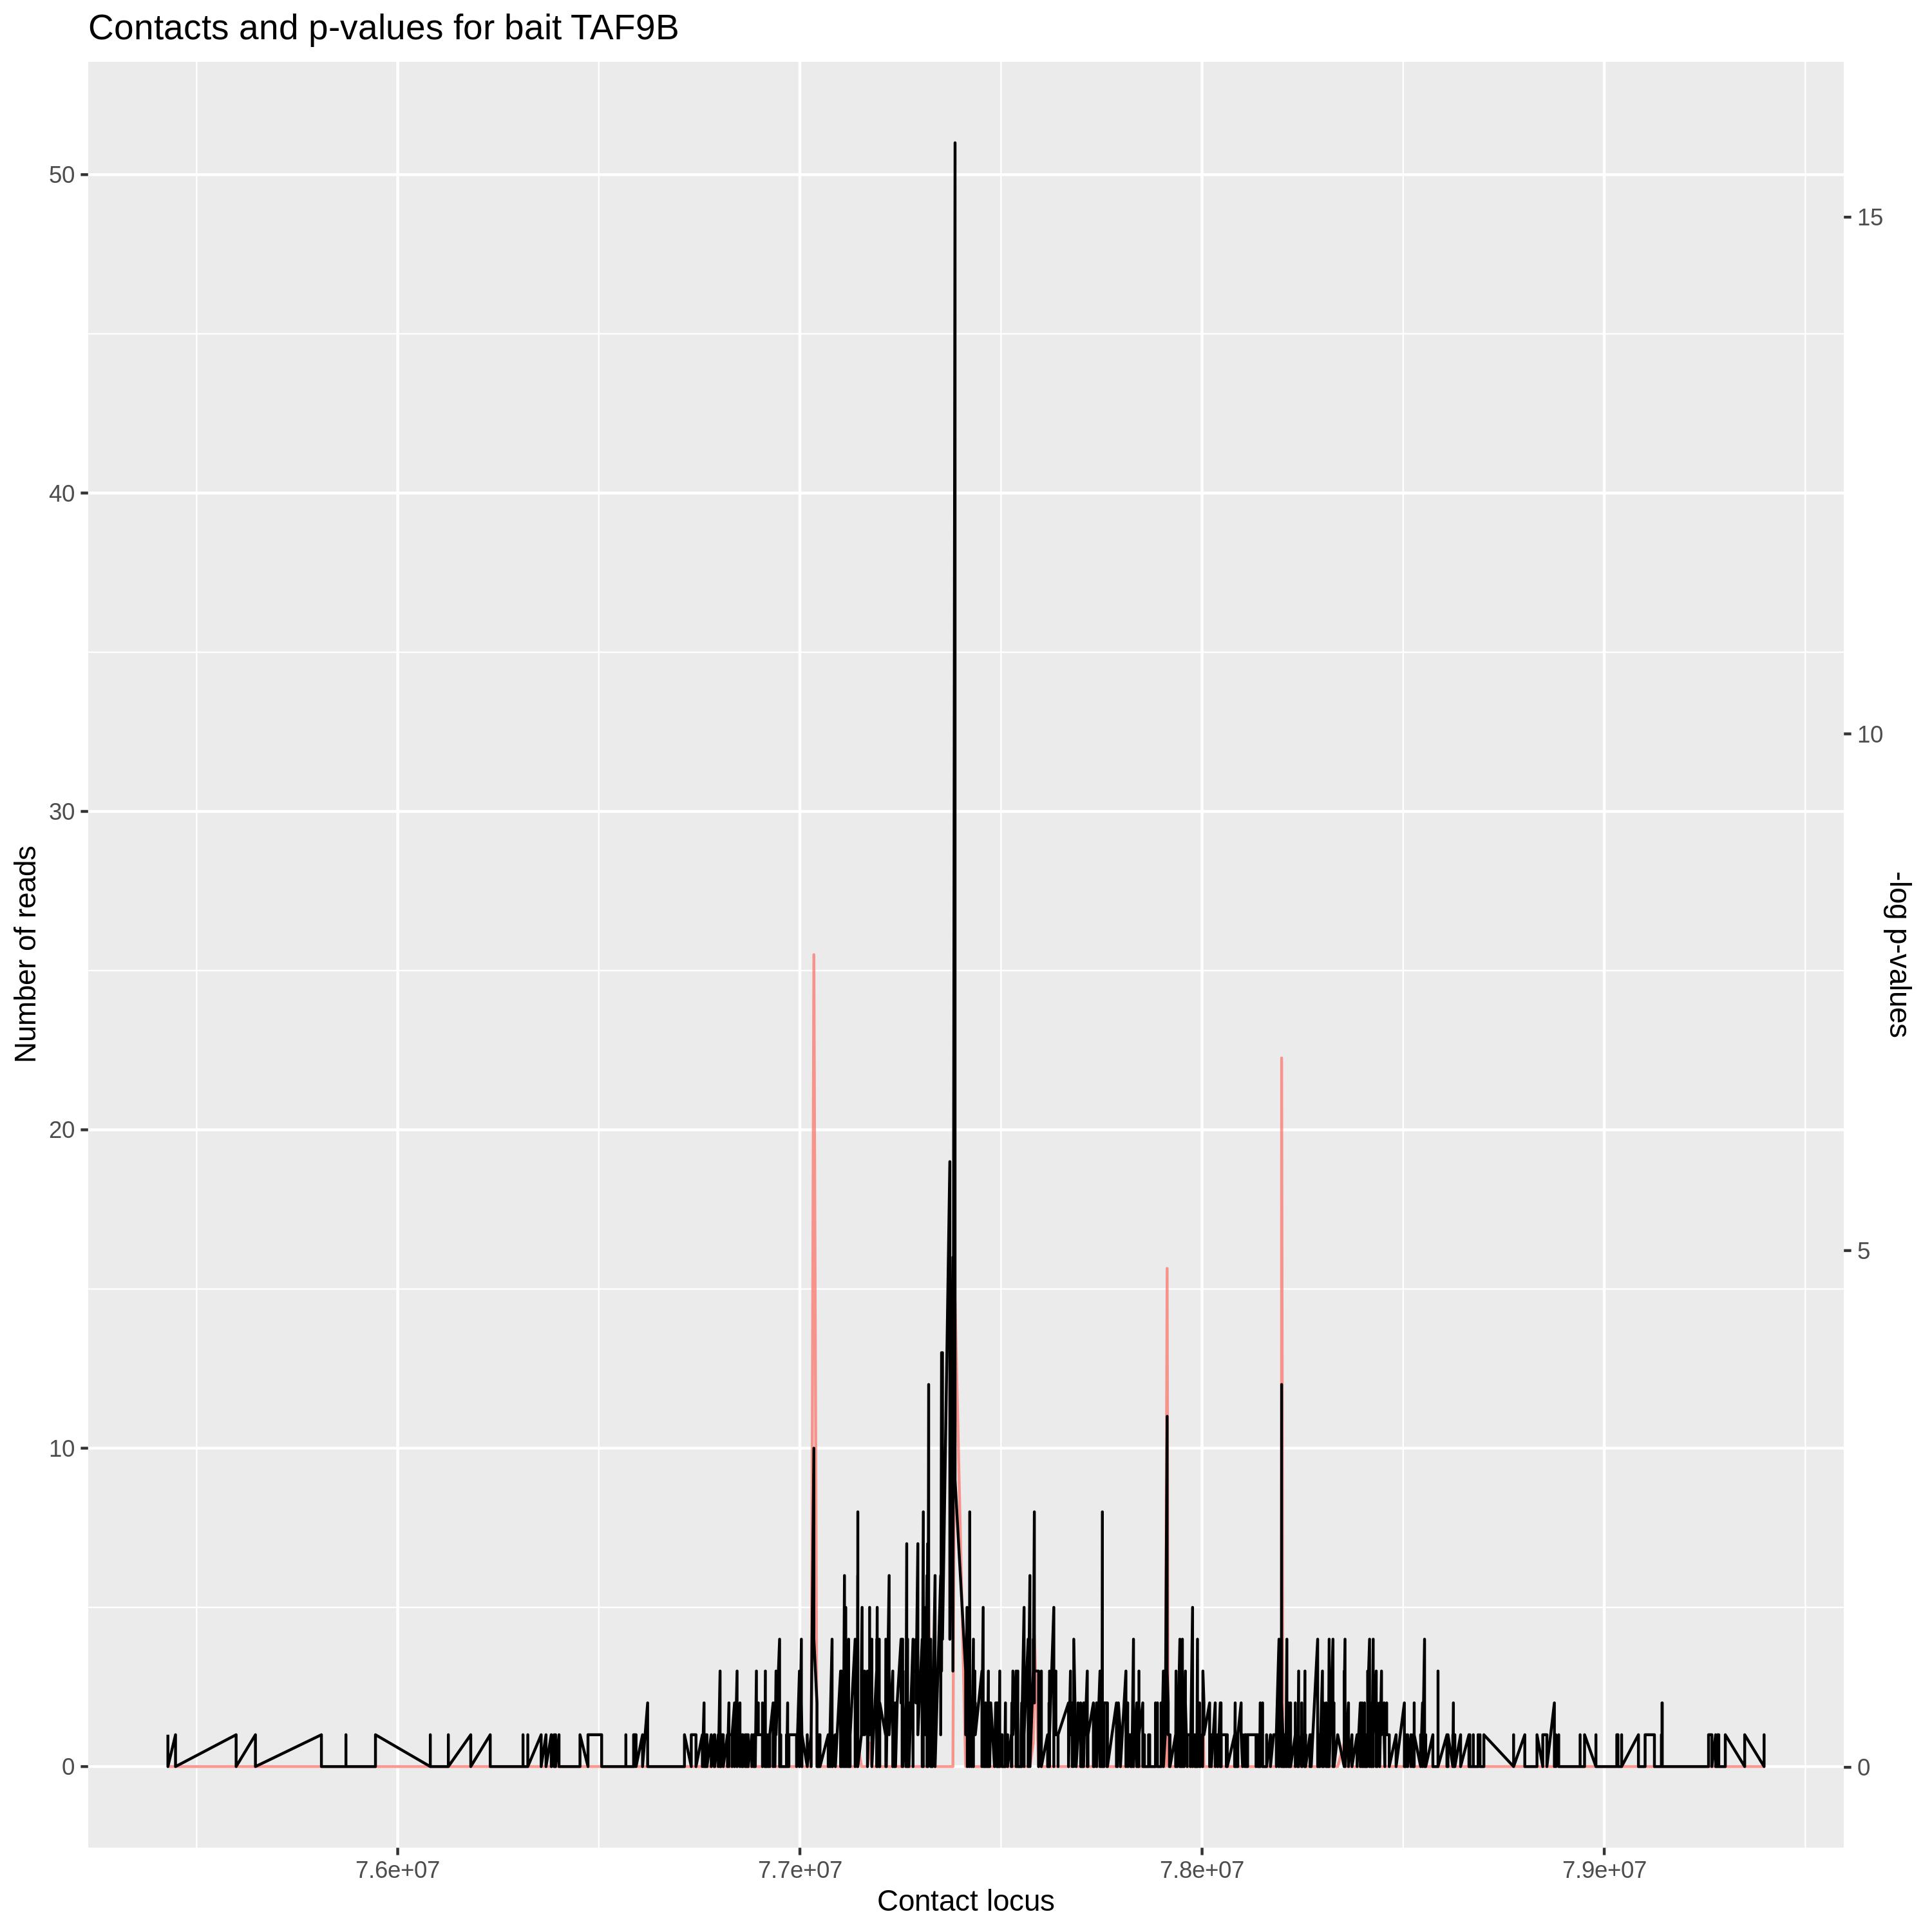 Contacts and p-values for bait TAF9B
50
40
30
20
10
0
Number of reads
15
10
5
0
-log p-values
7.6e+07
7.7e+07
7.8e+07
7.9e+07
Contact locus